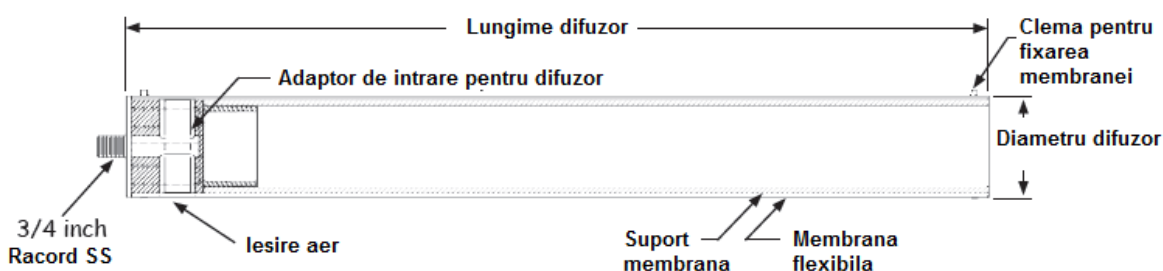 Lungime difuzor
Clema pentru
fixarea
membranei
Adaptor de intrare pentru difuzor
Diametru difuzor
3/4 inch
Racord SS
Iesire aer
Suport
membrana
Membrana
flexibila